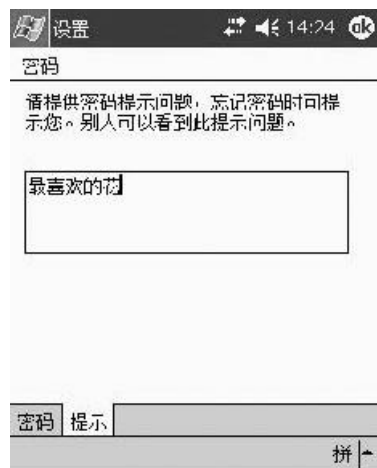 设置 14:24 ok
密码
请提供密码提示问题，忘记密码时可提
示您。别人可以看到此提示问题。
最喜欢的花
密码 提示
拼